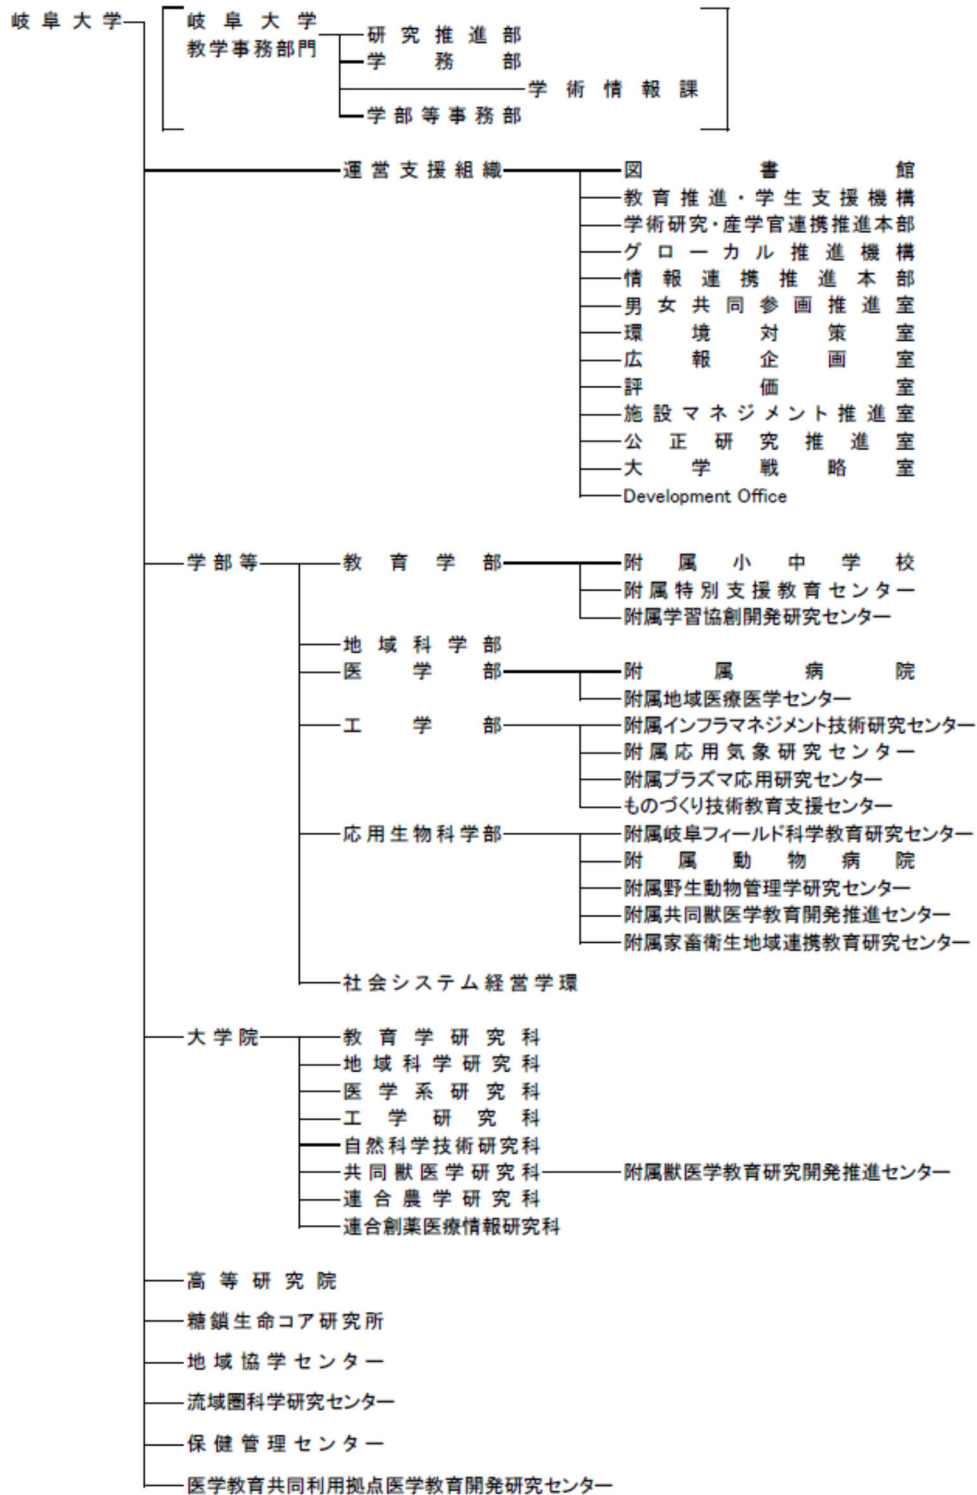 岐阜大学
岐阜大学
教学事務部門
研究推進部
学務部
学術情報課
学部等事務部
運営支援組織
図書館
教育推進・学生支援機構
学術研究・産学官連携推進本部
グローカル推進機構
情報連携推進本部
男女共同参画推進室
環境対策室
広報企画室
評価室
施設マネジメント推進室
公正研究推進室
大学戦略室
Development Office
学部等
教育学部
附属小中学校
附属特別支援教育センター
附属学習協創開発研究センター
地域科学部
医学部
附属病院
附属地域医療医学センター
工学部
附属インフラマネジメント技術研究センター
附属応用気象研究センター
附属プラズマ応用研究センター
ものづくり技術教育支援センター
応用生物科学部
附属岐阜フィールド科学教育研究センター
附属動物病院
附属野生動物管理学研究センター
附属共同獣医学教育開発推進センター
附属家畜衛生地域連携教育研究センター
社会システム経営学環
大学院
教育学研究科
地域科学研究科
医学系研究科
工学研究科
自然科学技術研究科
共同獣医学研究科
附属獣医学教育研究開発推進センター
連合農学研究科
連合創薬医療情報研究科
高等研究院
糖鎖生命コア研究所
地域協学センター
流域圏科学研究センター
保健管理センター
医学教育共同利用拠点医学教育開発研究センター